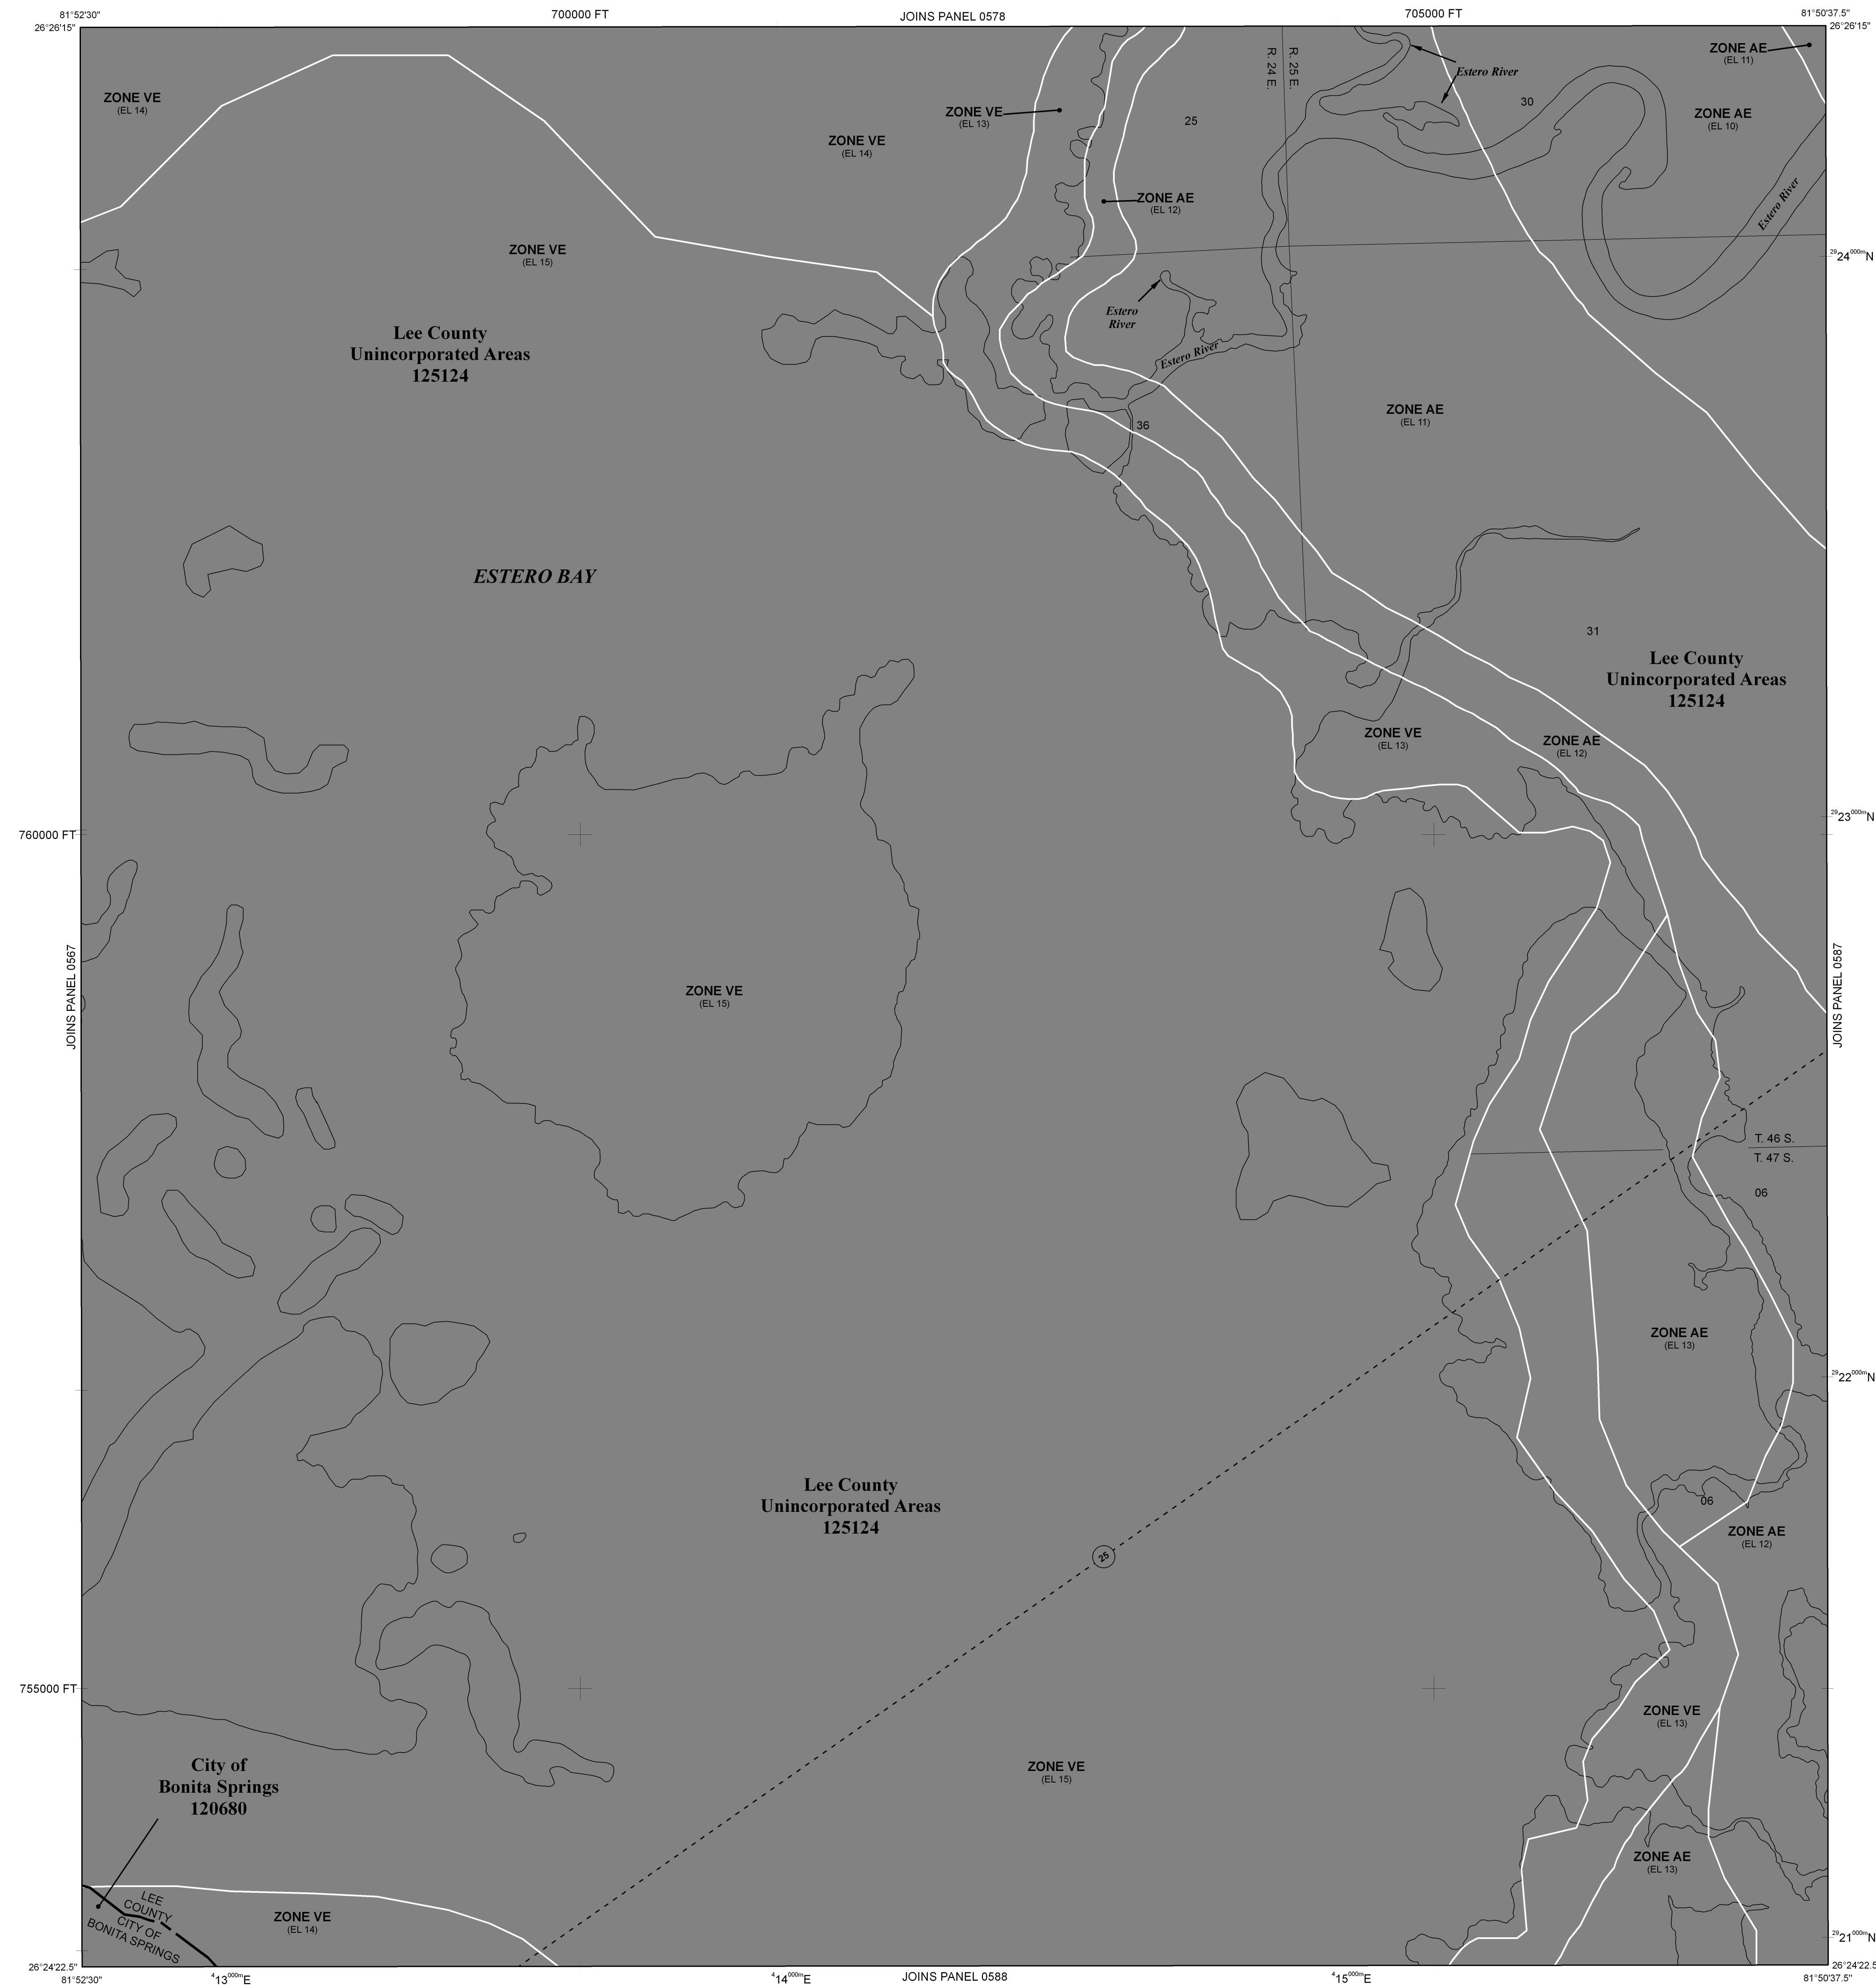 81°52'30"
700000 FT
JOINS PANEL 0578
705000 FT
81°50'37.5"
26°26'15"
26°26'15"
ZONE VE
(EL 14)
ZONE VE
(EL 13)
ZONE VE
(EL 14)
25
R. 24 E.
R. 25 E.
Estero River
30
ZONE AE
(EL 11)
ZONE AE
(EL 10)
ZONE AE
(EL 12)
Estero River
ZONE VE
(EL 15)
2924000mN
Lee County
Unincorporated Areas
125124
Estero
River
Estero River
36
ZONE AE
(EL 11)
ESTERO BAY
31
Lee County
Unincorporated Areas
125124
ZONE VE
(EL 13)
ZONE AE
(EL 12)
760000 FT
2923000mN
JOINS PANEL 0567
ZONE VE
(EL 15)
JOINS PANEL 0587
T. 46 S.
T. 47 S.
06
ZONE AE
(EL 13)
2922000mN
Lee County
Unincorporated Areas
125124
06
ZONE AE
(EL 12)
25
755000 FT
ZONE VE
(EL 13)
City of
Bonita Springs
120680
ZONE VE
(EL 15)
ZONE AE
(EL 13)
LEE
COUNTY
CITY OF
BONITA SPRINGS
ZONE VE
(EL 14)
2921000mN
26°24'22.5"
26°24'22.5"
81°52'30"
413000mE
414000mE
JOINS PANEL 0588
415000mE
81°50'37.5"